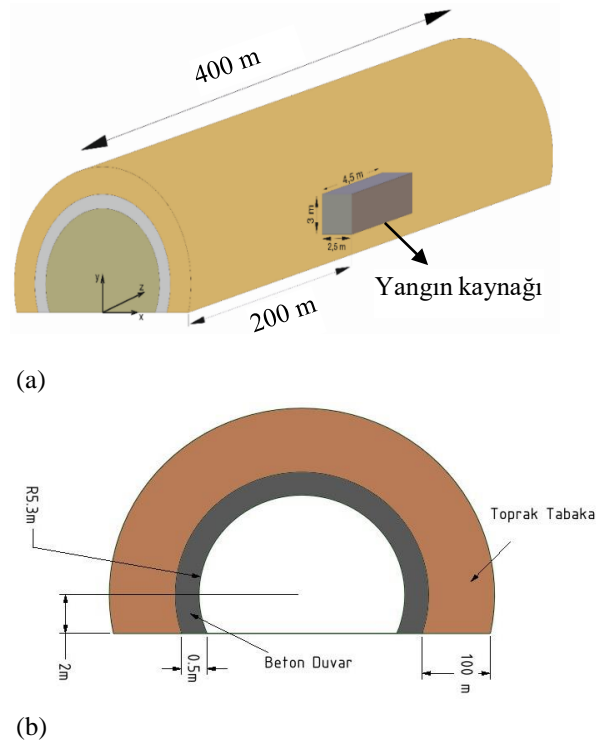 400 m
4,5 m
3 m
2,5 m
y
z
x
Yangın kaynağı
200 m
(a)
R5.3m
Toprak Tabaka
Beton Duvar
2m
0.5m
100 m
(b)